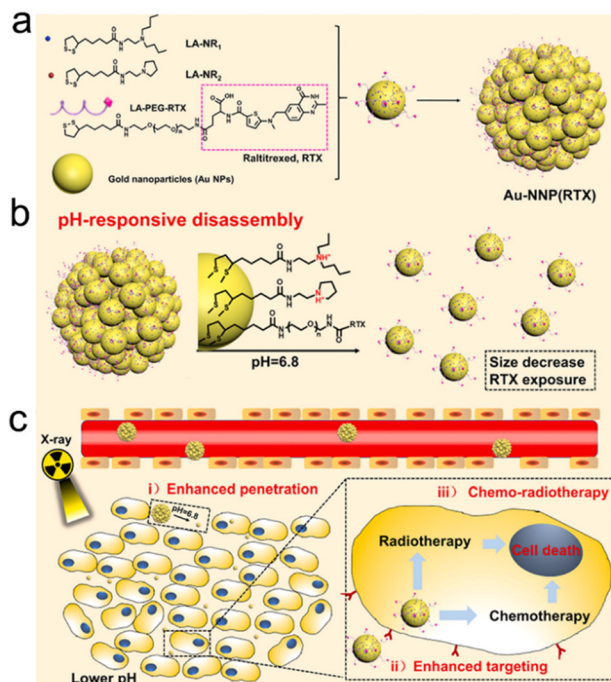 a
LA-NR₁
LA-NR₂
LA-PEG-RTX
Raltitrexed, RTX
Gold nanoparticles (Au NPs)
Au-NNP(RTX)
b
pH-responsive disassembly
pH=6.8
RTX
Size decrease
RTX exposure
c
X-ray
i） Enhanced penetration
pH=6.8
Lower pH
iii） Chemo-radiotherapy
Radiotherapy
Cell death
Chemotherapy
ii） Enhanced targeting